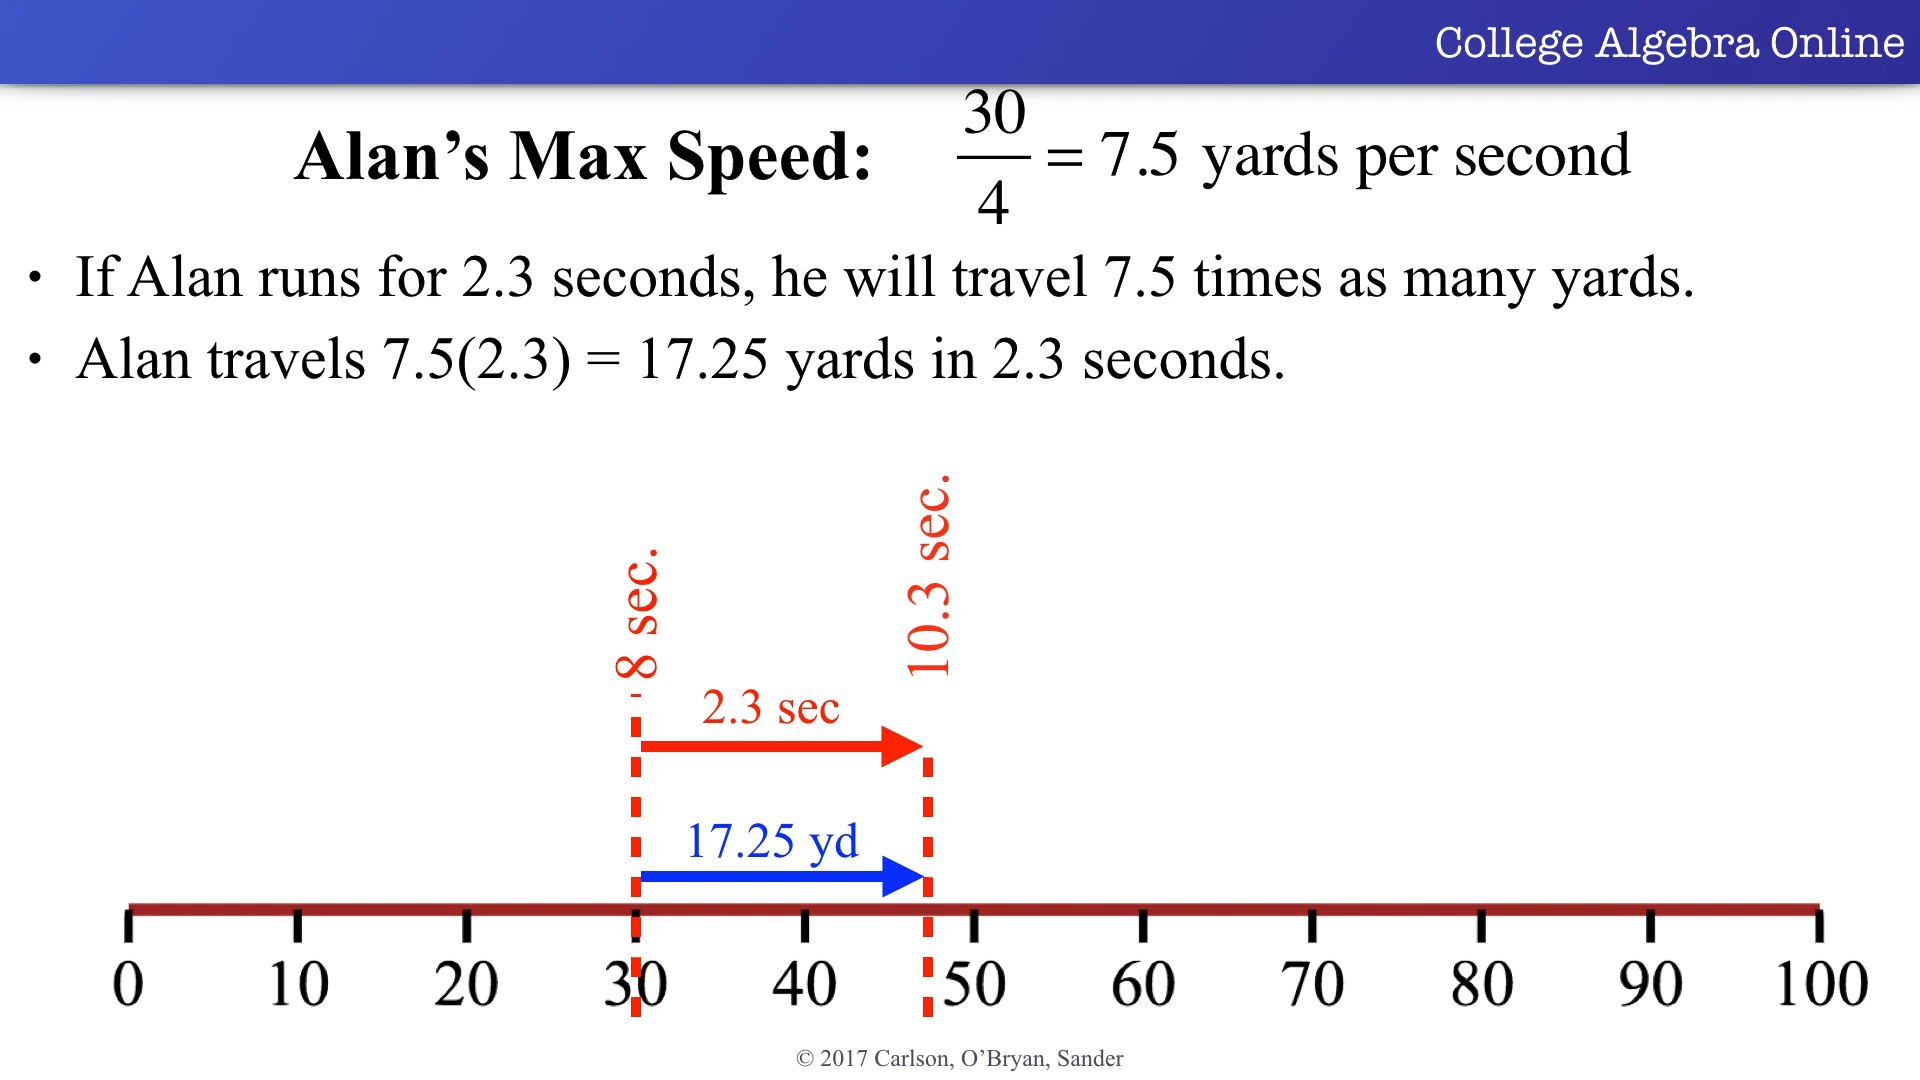 College Algebra Online
Alan’s Max Speed: 30/4 = 7.5 yards per second
• If Alan runs for 2.3 seconds, he will travel 7.5 times as many yards.
• Alan travels 7.5(2.3) = 17.25 yards in 2.3 seconds.
8 sec.
10.3 sec.
2.3 sec
17.25 yd
0 10 20 30 40 50 60 70 80 90 100
© 2017 Carlson, O’Bryan, Sander